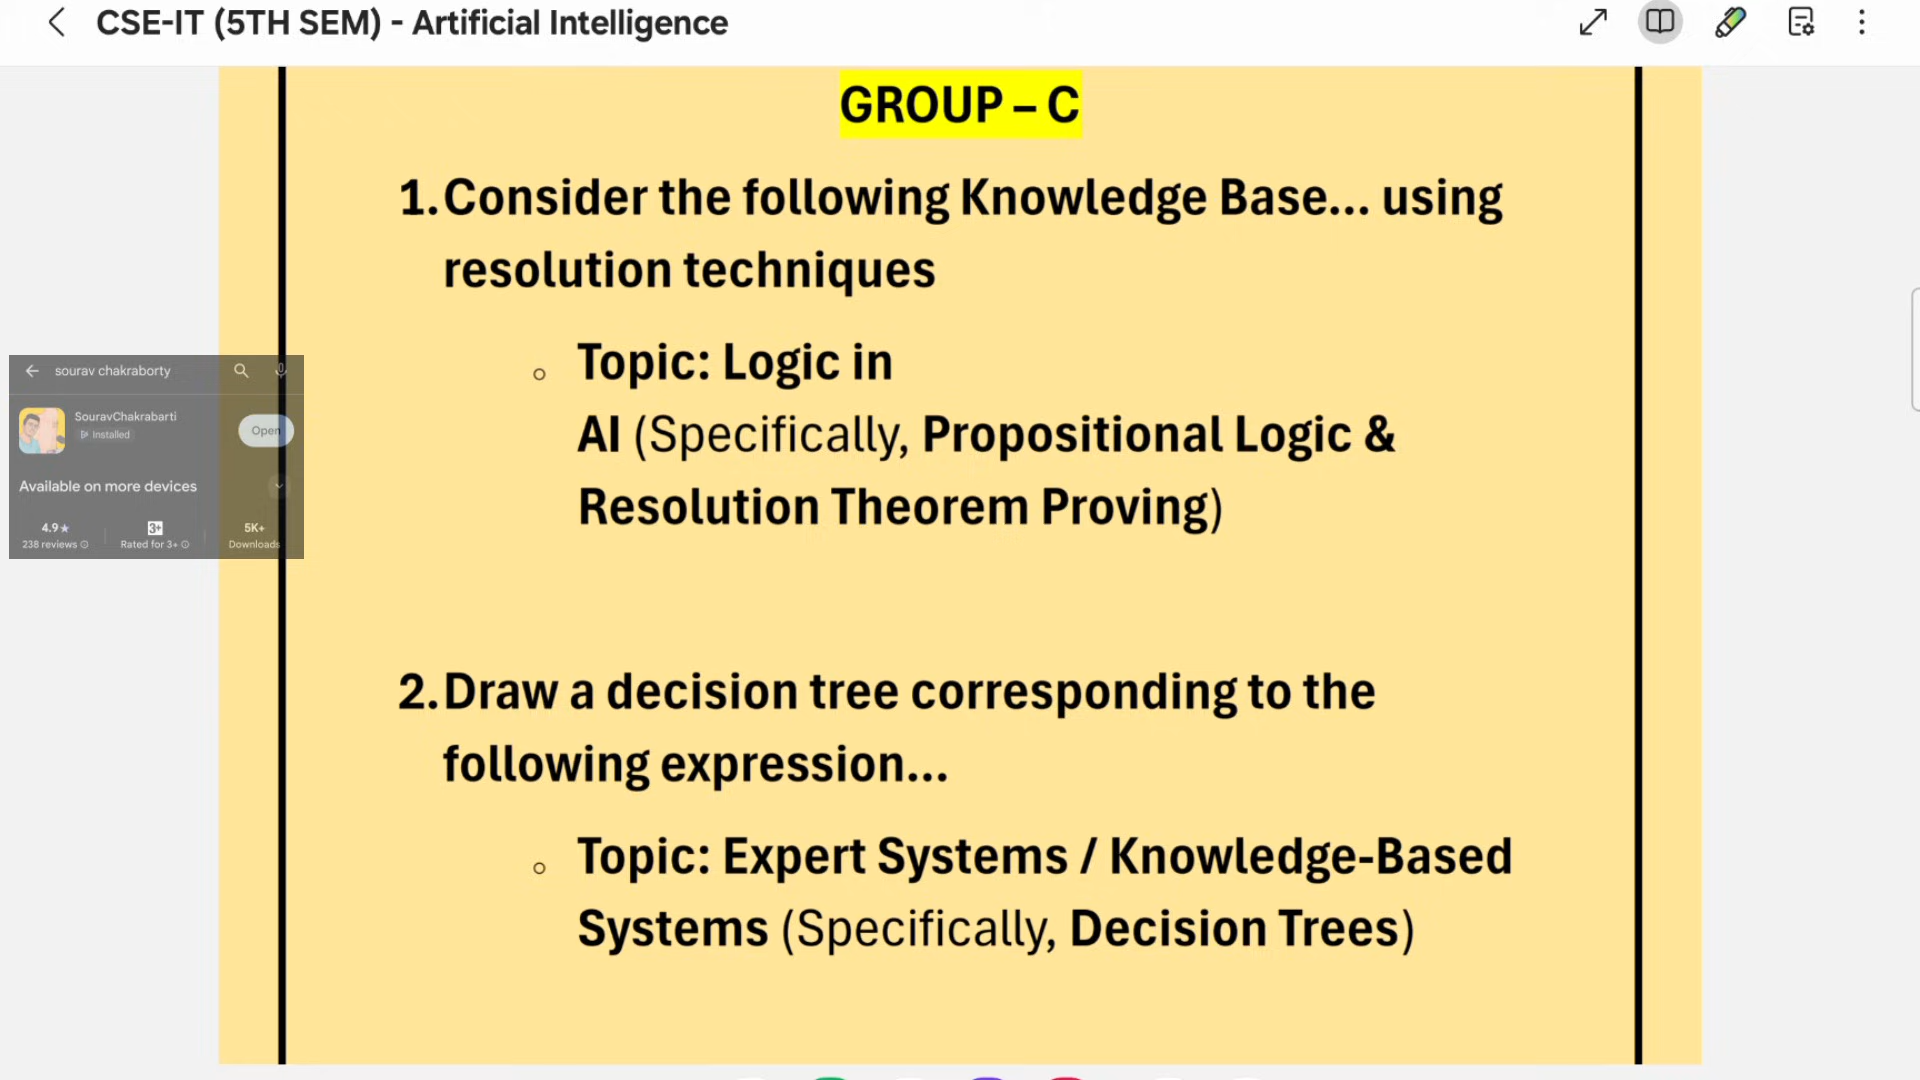 CSE-IT (5TH SEM) - Artificial Intelligence
GROUP – C
1. Consider the following Knowledge Base... using
resolution techniques
Topic: Logic in
AI (Specifically, Propositional Logic &
Resolution Theorem Proving)
2. Draw a decision tree corresponding to the
following expression...
Topic: Expert Systems / Knowledge-Based
Systems (Specifically, Decision Trees)
sourav chakraborty
SouravChakrabarti
Installed
Open
Available on more devices
4.9★ 3+ 5K+
238 reviews Rated for 3+ Downloads